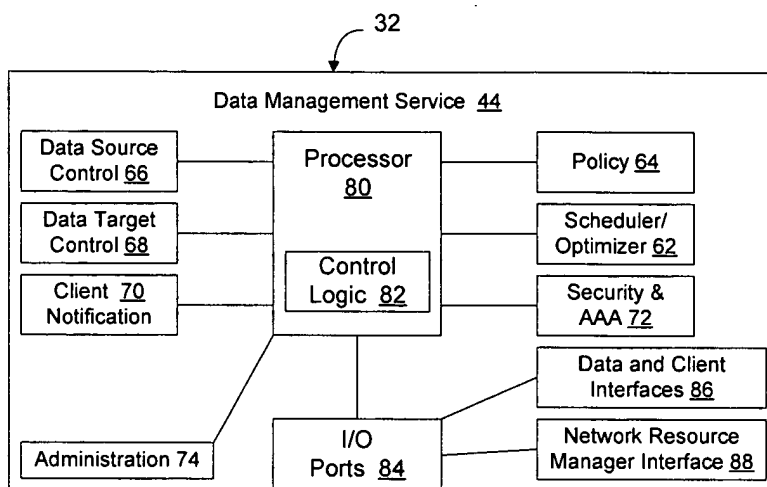 32
Data Management Service 44
Data Source
Control 66
Processor
80
Policy 64
Data Target
Control 68
Scheduler/
Optimizer 62
Control
Logic 82
Client 70
Notification
Security &
AAA 72
Data and Client
Interfaces 86
Administration 74
I/O
Ports 84
Network Resource
Manager Interface 88